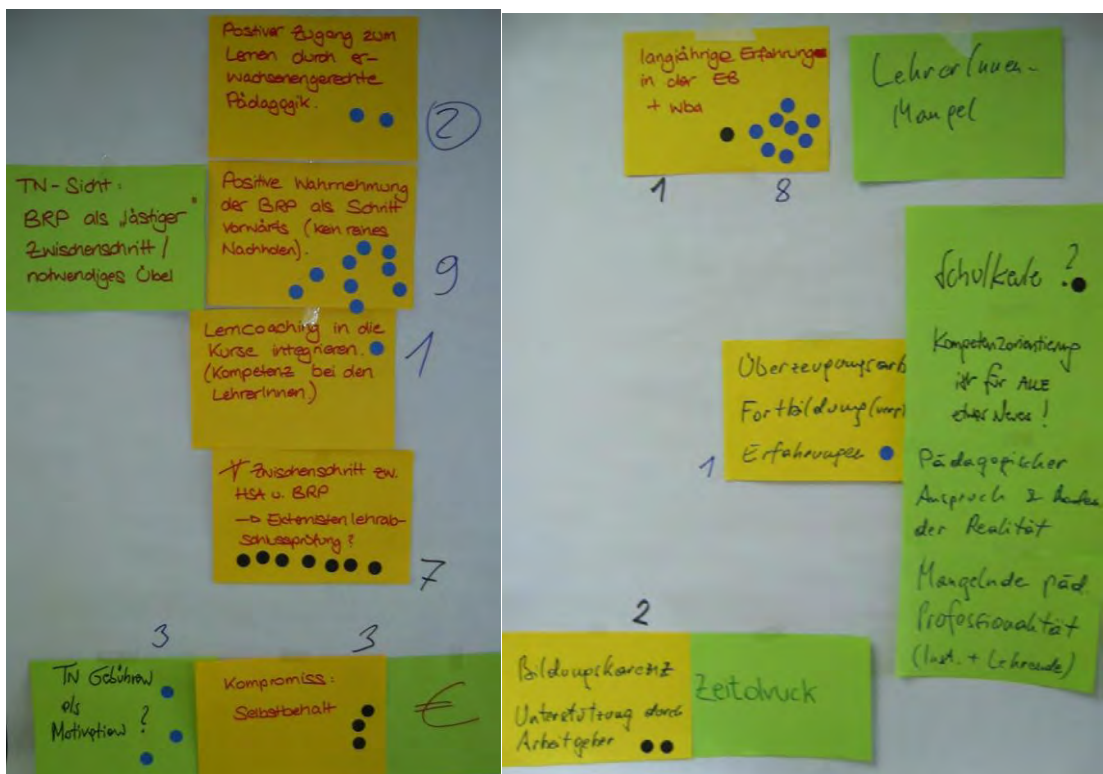 Positiver Zugang zum
Lernen durch er-
wachsenengerechte
Pädagogik.
2
TN-Sicht:
BRP als „lästiger"
Zwischenschritt /
notwendiges Übel
Positive Wahrnehmung
der BRP als Schritt
vorwärts (kein reines
Nachholen).
9
Lerncoaching in die
Kurse integrieren.
(Kompetenz bei den
LehrerInnen)
1
Zwischenschritt zw.
HSA u. BRP
→ Externisten lehrab-
schlussprüfung?
7
3
TN Gebühren
als
Motivation?
3
Kompromiss:
Selbstbehalt
€
langjährige Erfahrungen
in der EB
+ wba
1 8
LehrerInnen-
Mangel
Überzeugungsarb
Fortbildung(
Erfahrungen
1
?
Kompetenzorientierung
ist für ALLE
etwas Neues!
Pädagogischer
Anspruch &
der Realität
Mangelnde päd.
Professionalität
(Inst. + Lehrende)
2
Bildungskarenz
Unterstützung durch
Arbeitgeber
Zeitdruck